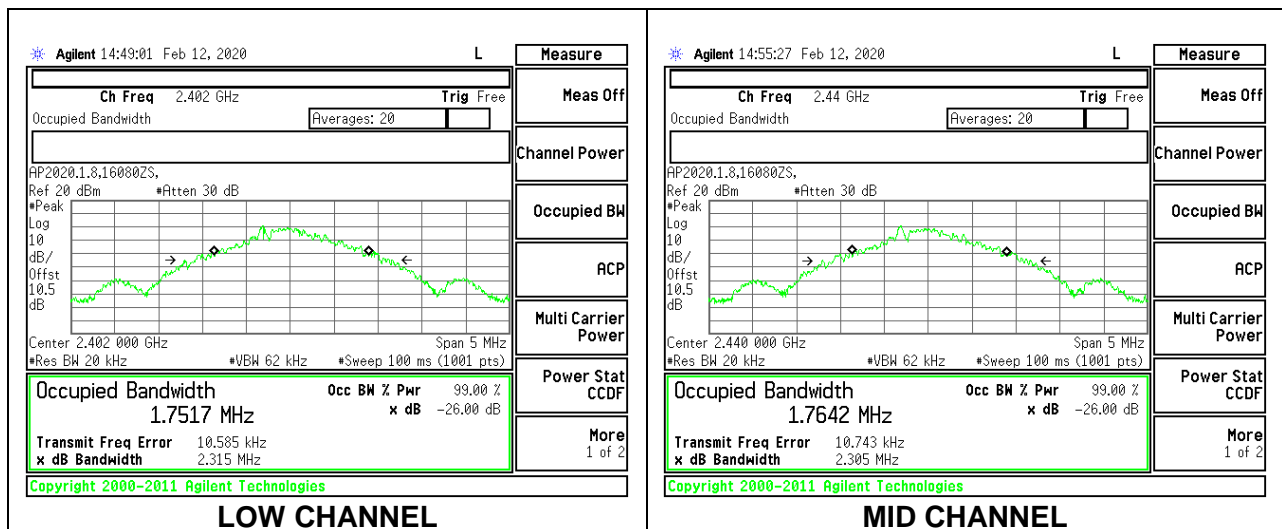 Agilent 14:49:01 Feb 12, 2020 L
Measure
Ch Freq 2.402 GHz Trig Free
Meas Off
Occupied Bandwidth Averages: 20
Channel Power
AP2020.1.8,16080ZS,
Ref 20 dBm #Atten 30 dB
#Peak
Log
10
dB/
Offst
10.5
dB
Occupied BW
ACP
Multi Carrier
Power
Center 2.402 000 GHz Span 5 MHz
#Res BW 20 kHz #VBW 62 kHz #Sweep 100 ms (1001 pts)
Power Stat
CCDF
Occupied Bandwidth Occ BW % Pwr 99.00 %
1.7517 MHz x dB -26.00 dB
More
1 of 2
Transmit Freq Error 10.585 kHz
x dB Bandwidth 2.315 MHz
Copyright 2000-2011 Agilent Technologies
LOW CHANNEL
Agilent 14:55:27 Feb 12, 2020 L
Measure
Ch Freq 2.44 GHz Trig Free
Meas Off
Occupied Bandwidth Averages: 20
Channel Power
AP2020.1.8,16080ZS,
Ref 20 dBm #Atten 30 dB
#Peak
Log
10
dB/
Offst
10.5
dB
Occupied BW
ACP
Multi Carrier
Power
Center 2.440 000 GHz Span 5 MHz
#Res BW 20 kHz #VBW 62 kHz #Sweep 100 ms (1001 pts)
Power Stat
CCDF
Occupied Bandwidth Occ BW % Pwr 99.00 %
1.7642 MHz x dB -26.00 dB
More
1 of 2
Transmit Freq Error 10.743 kHz
x dB Bandwidth 2.305 MHz
Copyright 2000-2011 Agilent Technologies
MID CHANNEL